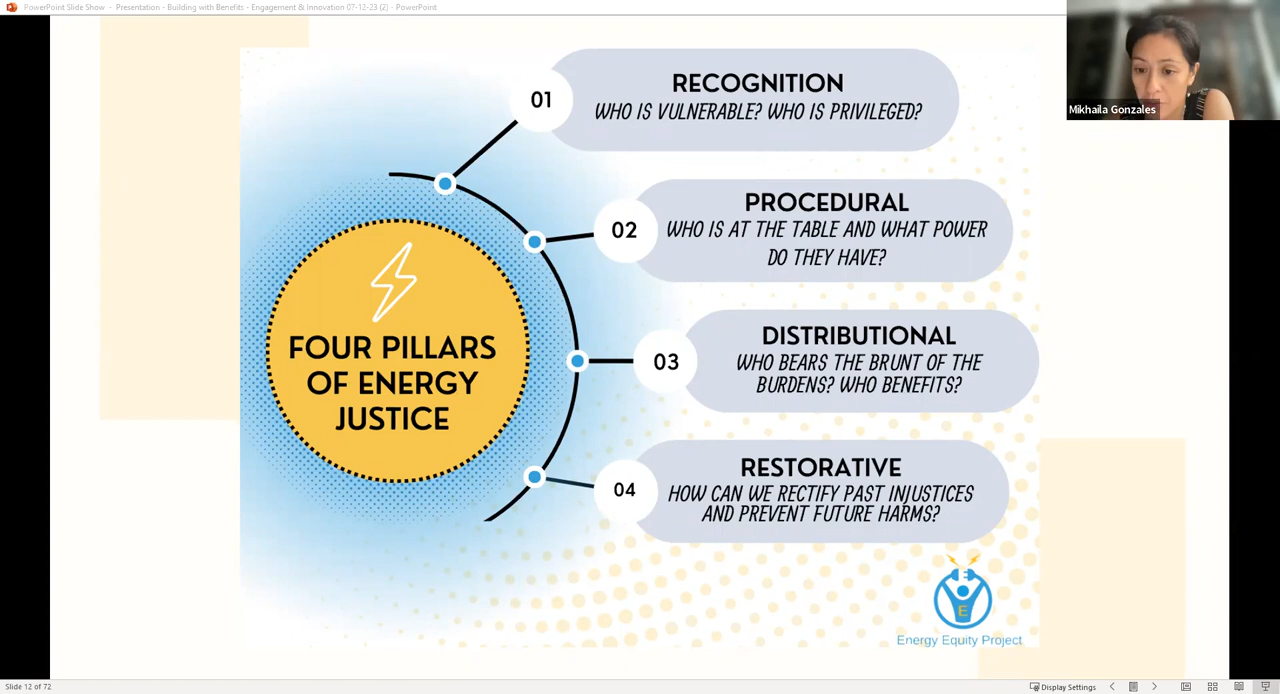 PowerPoint Slide Show - Presentation - Building with Benefits - Engagement & Innovation 07-12-23 (2) - PowerPoint
Mikhaila Gonzales
01
RECOGNITION
WHO IS VULNERABLE? WHO IS PRIVILEGED?
02
PROCEDURAL
WHO IS AT THE TABLE AND WHAT POWER
DO THEY HAVE?
03
DISTRIBUTIONAL
WHO BEARS THE BRUNT OF THE
BURDENS? WHO BENEFITS?
04
RESTORATIVE
HOW CAN WE RECTIFY PAST INJUSTICES
AND PREVENT FUTURE HARMS?
FOUR PILLARS
OF ENERGY
JUSTICE
E
Energy Equity Project
Slide 12 of 72
Display Settings